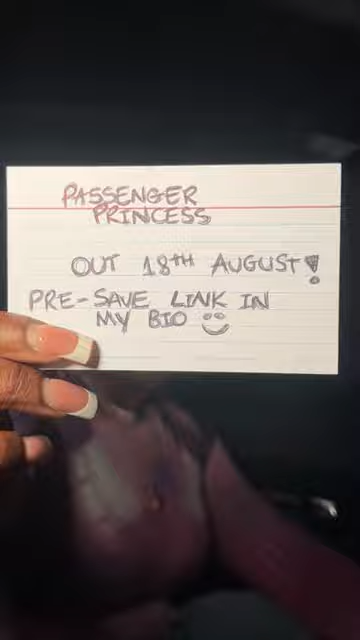 PASSENGER
PRINCESS
OUT 18TH AUGUST!
PRE-SAVE LINK IN
MY BIO